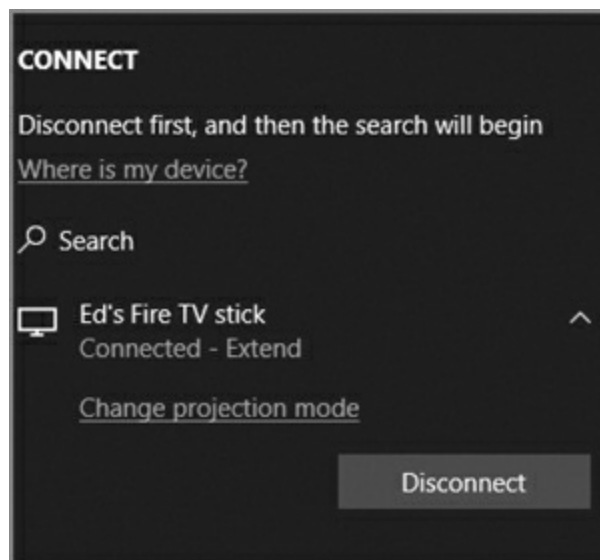 CONNECT
Disconnect first, and then the search will begin
Where is my device?
Search
Ed's Fire TV stick
Connected - Extend
Change projection mode
Disconnect